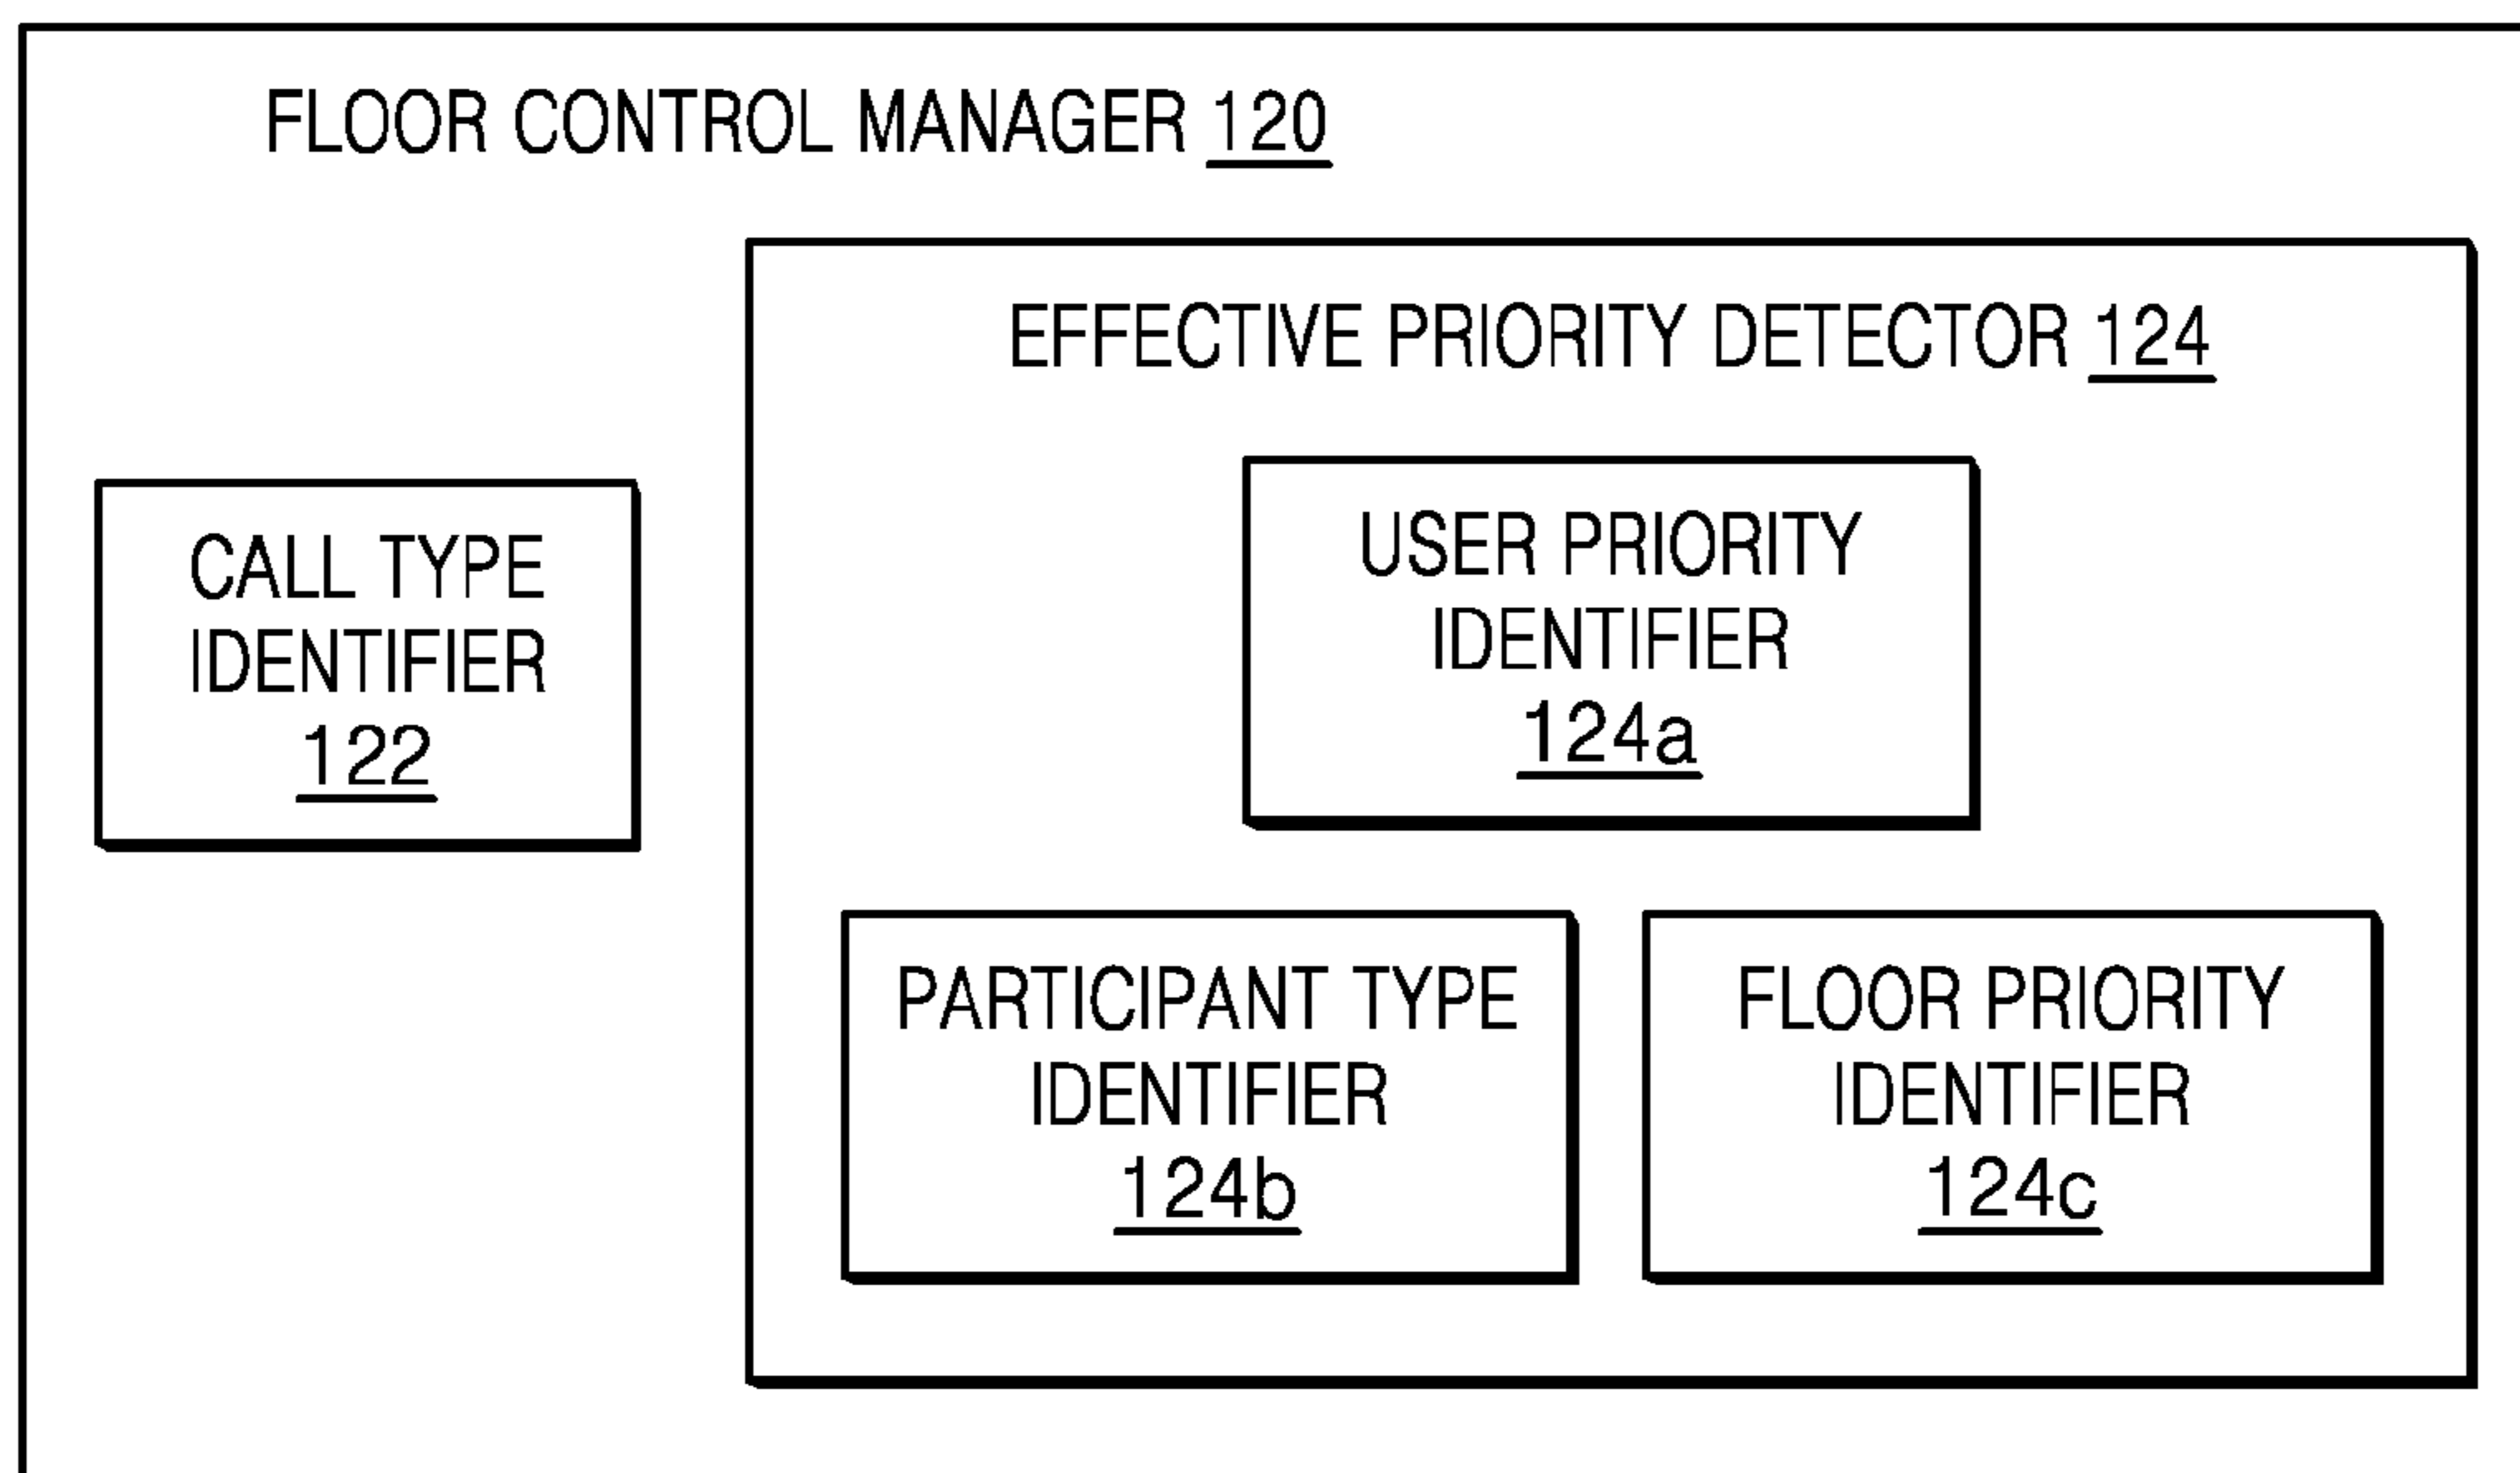 FLOOR CONTROL MANAGER 120
EFFECTIVE PRIORITY DETECTOR 124
CALL TYPE
IDENTIFIER
122
USER PRIORITY
IDENTIFIER
124a
PARTICIPANT TYPE
IDENTIFIER
124b
FLOOR PRIORITY
IDENTIFIER
124c